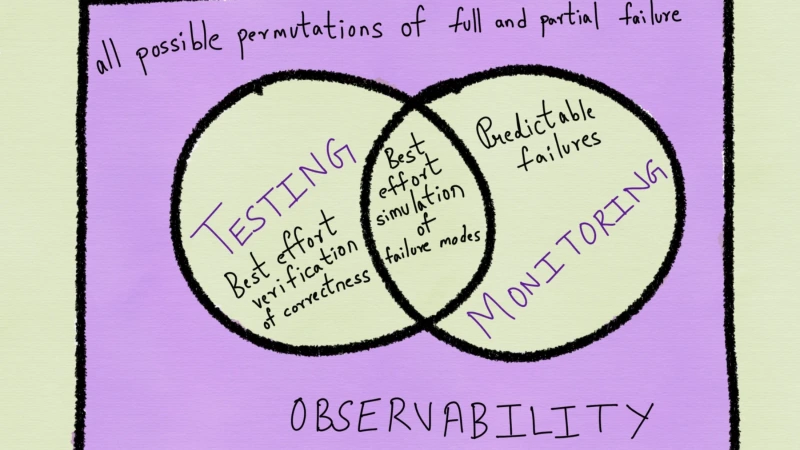 all possible permutations of full and partial failure
TESTING
Best effort
verification
of correctness
Best
effort
simulation
of
failure modes
Predictable
failures
MONITORING
OBSERVABILITY